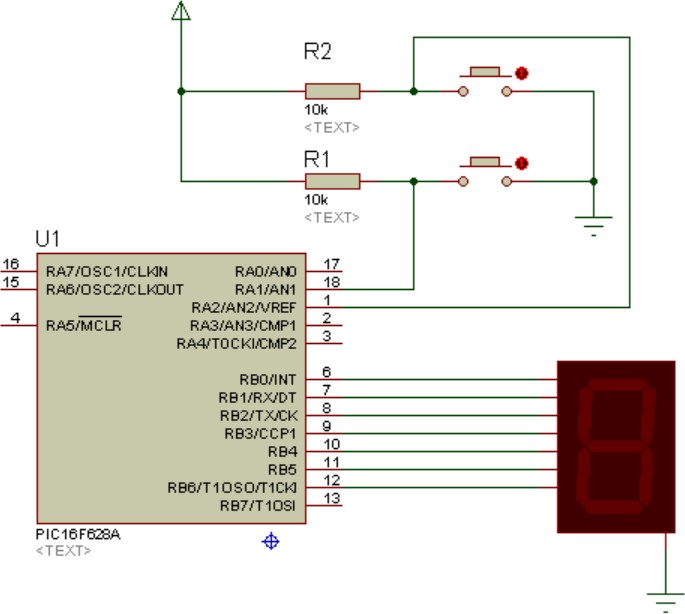 R2
10k
<TEXT>
R1
10k
<TEXT>
U1
16 RA7/OSC1/CLKIN RA0/AN0 17
15 RA6/OSC2/CLKOUT RA1/AN1 18
RA2/AN2/VREF 1
4 RA5/MCLR RA3/AN3/CMP1 2
RA4/T0CKI/CMP2 3
RB0/INT 6
RB1/RX/DT 7
RB2/TX/CK 8
RB3/CCP1 9
RB4 10
RB5 11
RB6/T1OSO/T1CKI 12
RB7/T1OSI 13
PIC16F628A
<TEXT>